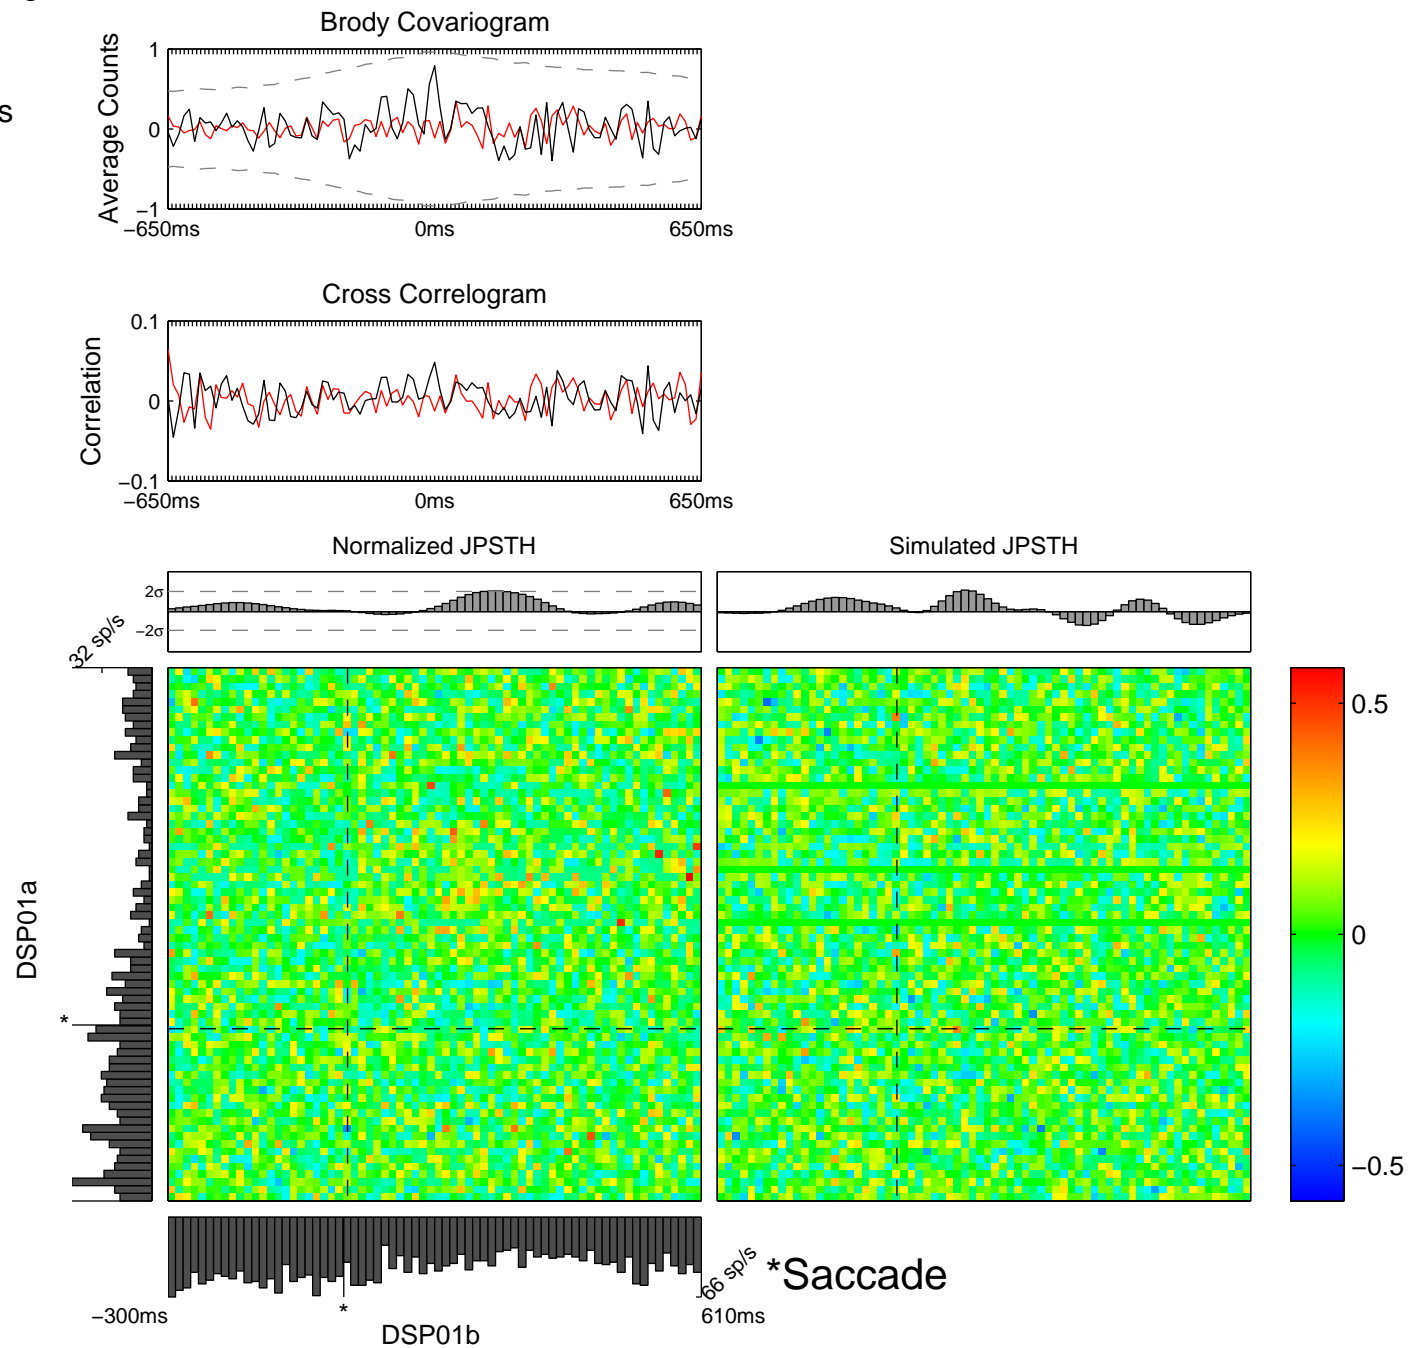 g
Brody Covariogram
s
Average Counts
1
0
−1
−650ms
0ms
650ms
Cross Correlogram
Correlation
0.1
0
−0.1
−650ms
0ms
650ms
Normalized JPSTH
Simulated JPSTH
2σ
−2σ
32 sp/s
DSP01a
*
0.5
0
−0.5
66 sp/s
*Saccade
−300ms
*
610ms
DSP01b